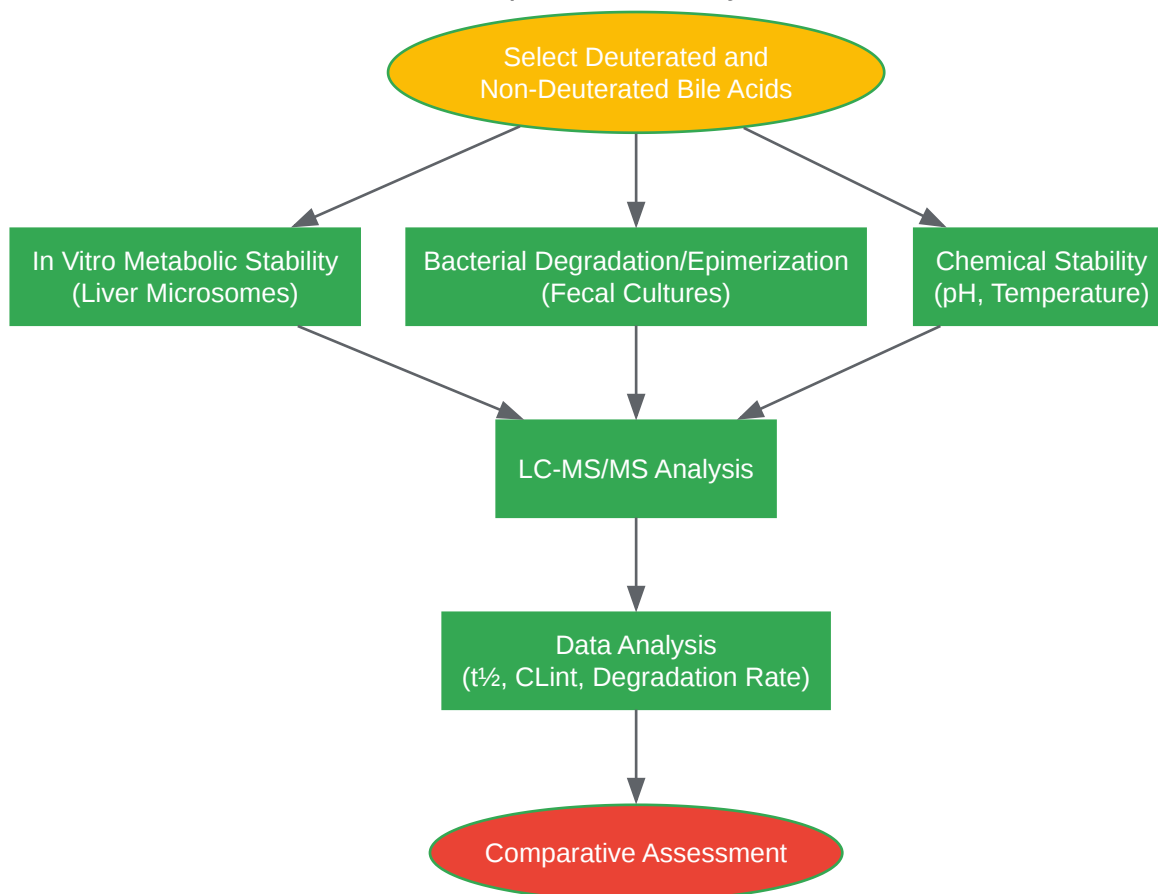 Select Deuterated and
Non-Deuterated Bile Acids
In Vitro Metabolic Stability
(Liver Microsomes)
Bacterial Degradation/Epimerization
(Fecal Cultures)
Chemical Stability
(pH, Temperature)
LC-MS/MS Analysis
Data Analysis
(t½, CLint, Degradation Rate)
Comparative Assessment